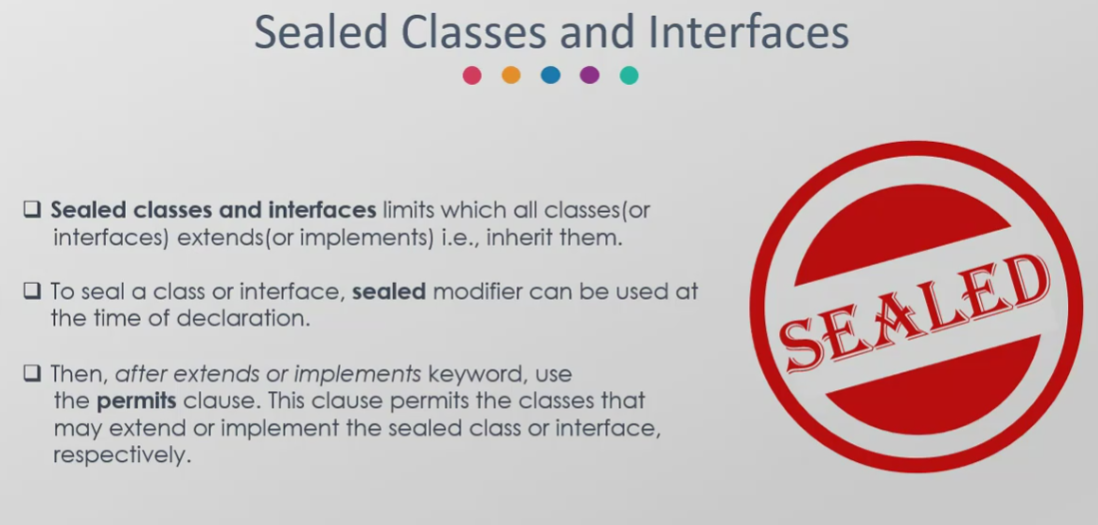 Sealed Classes and Interfaces
❑ Sealed classes and interfaces limits which all classes(or
interfaces) extends(or implements) i.e., inherit them.
❑ To seal a class or interface, sealed modifier can be used at
the time of declaration.
❑ Then, after extends or implements keyword, use
the permits clause. This clause permits the classes that
may extend or implement the sealed class or interface,
respectively.
SEALED